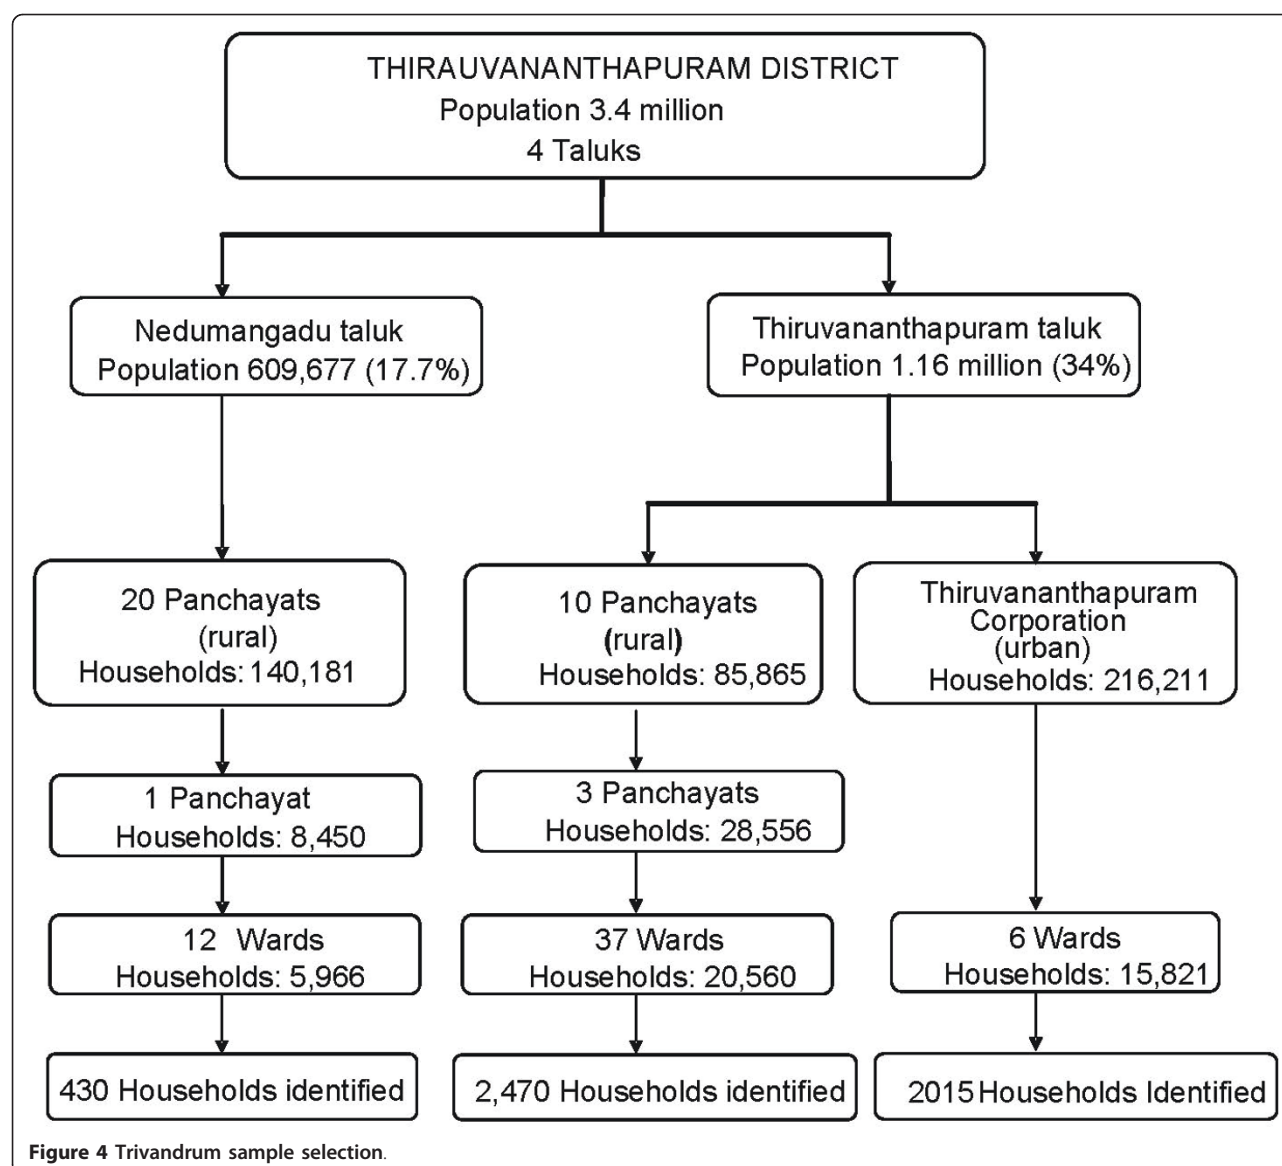 THIRAUVANANTHAPURAM DISTRICT
Population 3.4 million
4 Taluks
Nedumangadu taluk
Population 609,677 (17.7%)
Thiruvananthapuram taluk
Population 1.16 million (34%)
20 Panchayats
(rural)
Households: 140,181
10 Panchayats
(rural)
Households: 85,865
Thiruvananthapuram
Corporation
(urban)
Households: 216,211
1 Panchayat
Households: 8,450
3 Panchayats
Households: 28,556
12 Wards
Households: 5,966
37 Wards
Households: 20,560
6 Wards
Households: 15,821
430 Households identified
2,470 Households identified
2015 Households Identified
Figure 4 Trivandrum sample selection.